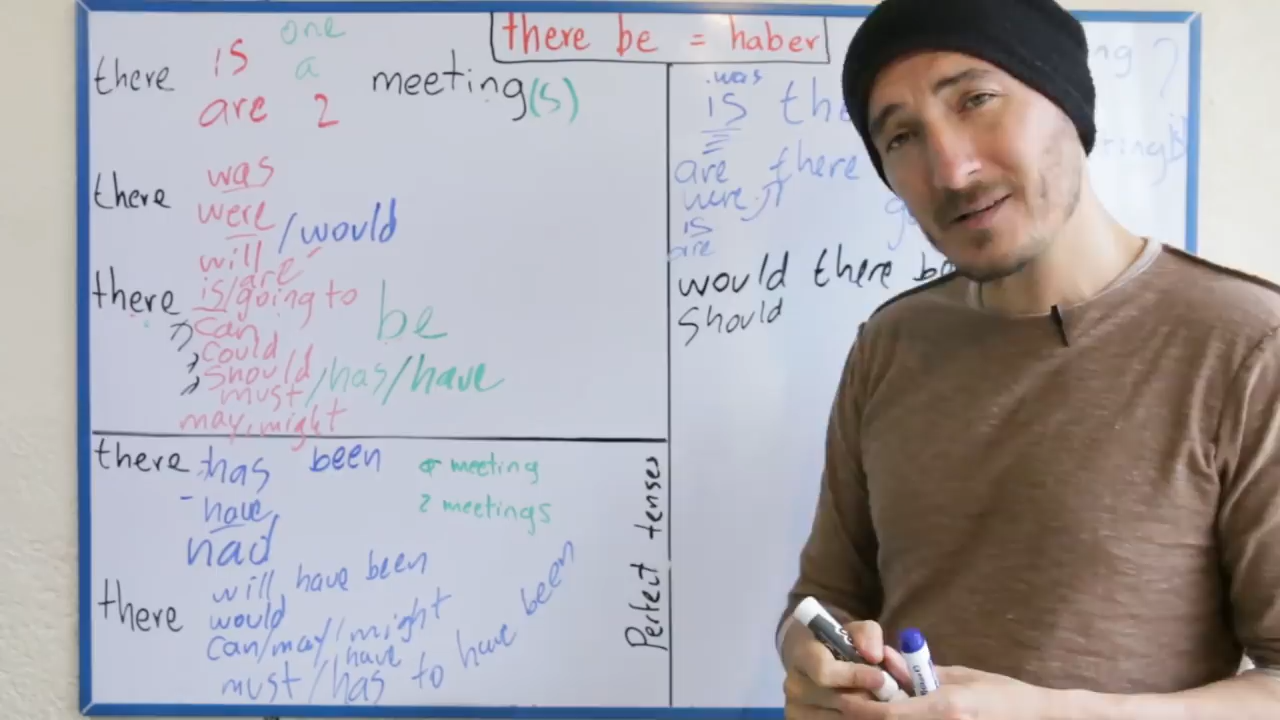 there be = haber
one
there is a meeting(s)
are 2
there was
were
will /would
there is/are going to be
can
could
should
must /has/have
may, might
there has been a meeting
have 2 meetings
had
there will have been
would
can/may/might
must/has to have been
have
Perfect tenses
was
is the
are there
were
is
are
would there be
should